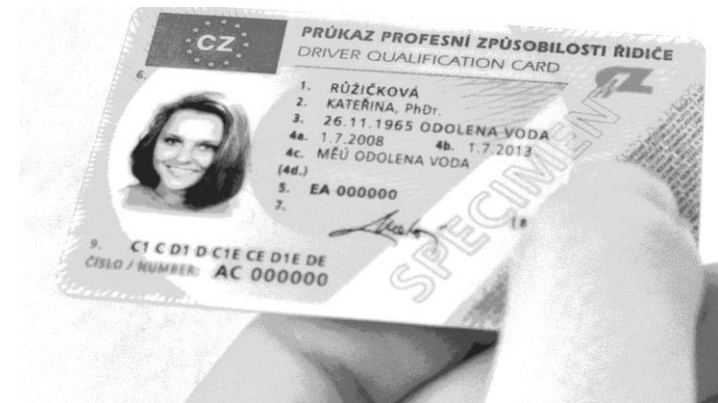 CZ
PRŮKAZ PROFESNÍ ZPŮSOBILOSTI ŘIDIČE
DRIVER QUALIFICATION CARD
CZ
6.
1. RŮŽIČKOVÁ
2. KATEŘINA, PhDr.
3. 26.11.1965 ODOLENA VODA
4a. 1.7.2008 4b. 1.7.2013
4c. MĚÚ ODOLENA VODA
(4d.)
5. EA 000000
7.
(8
SPECIMEN
9. C1 C D1 D C1E CE D1E DE
ČÍSLO / NUMBER: AC 000000